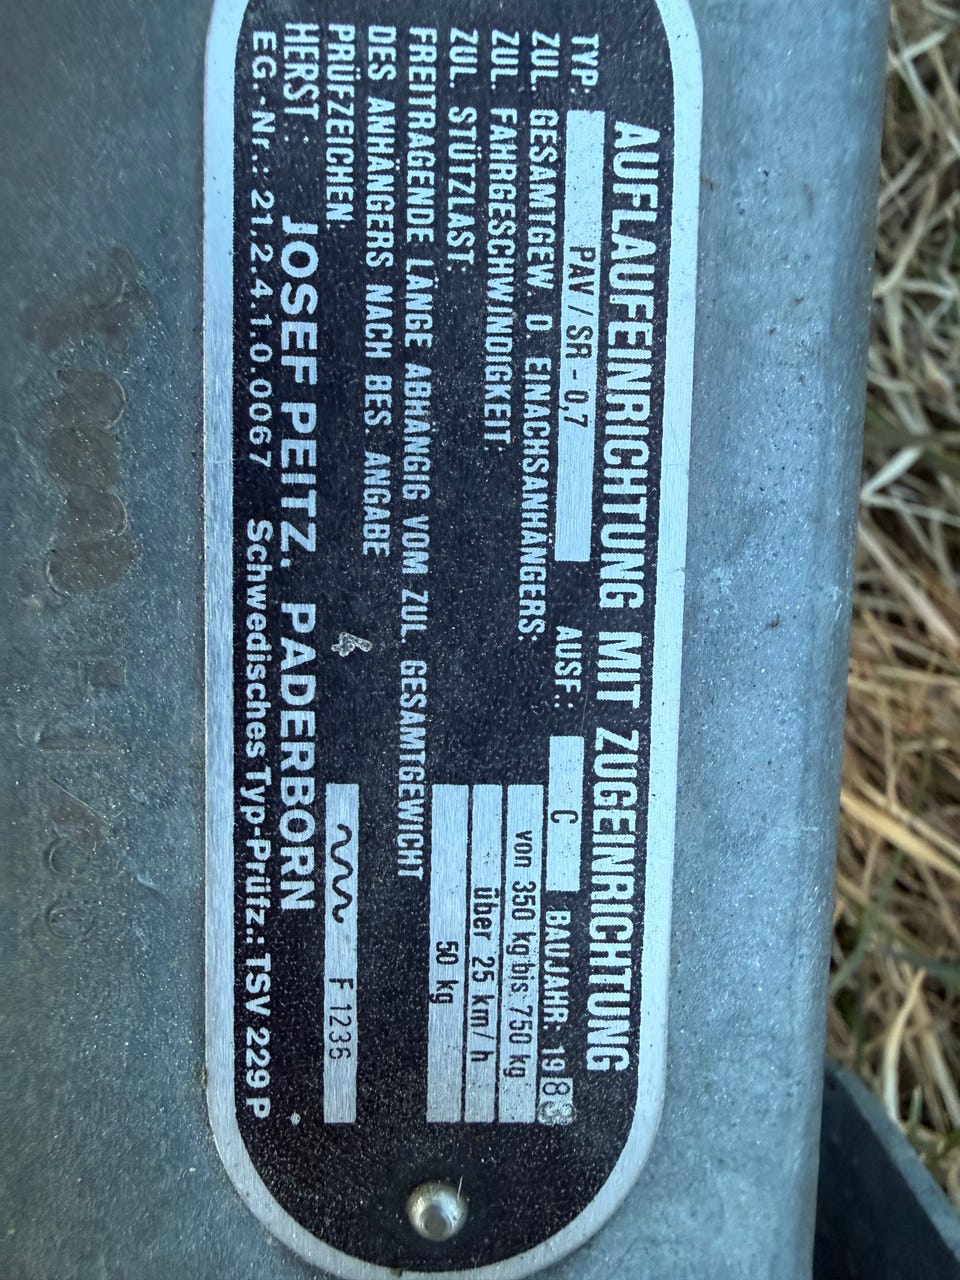 AUFLAUFEINRICHTUNG MIT ZUGEINRICHTUNG
TYP: PAV/SR-0,7 AUSF.: C BAUJAHR: 1983
ZUL. GESAMTGEW. D. EINACHSANHÄNGERS: von 350 kg bis 750 kg
ZUL. FAHRGESCHWINDIGKEIT: über 25 km/h
ZUL. STÜTZLAST: 50 kg
FREITRAGENDE LÄNGE ABHÄNGIG VOM ZUL. GESAMTGEWICHT
DES ANHÄNGERS NACH BES. ANGABE
PRÜFZEICHEN: F 1236
HERST.: JOSEF PEITZ. PADERBORN
EG.-Nr.: 21.2.4.1.0.0067 Schwedisches Typ-Prüfz.: TSV 229 P